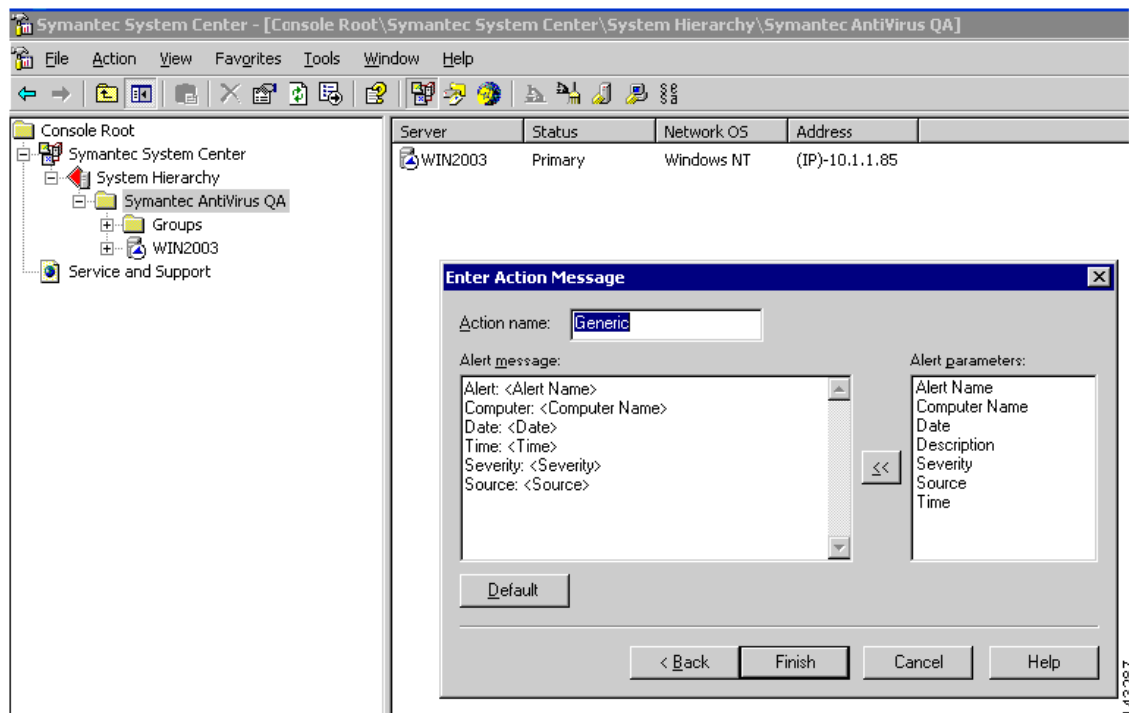 Symantec System Center - [Console Root\Symantec System Center\System Hierarchy\Symantec AntiVirus QA]
File Action View Favorites Tools Window Help
Console Root
Symantec System Center
System Hierarchy
Symantec AntiVirus QA
Groups
WIN2003
Service and Support
Server Status Network OS Address
WIN2003 Primary Windows NT (IP)-10.1.1.85
Enter Action Message
Action name: Generic
Alert message:
Alert: <Alert Name>
Computer: <Computer Name>
Date: <Date>
Time: <Time>
Severity: <Severity>
Source: <Source>
<<
Alert parameters:
Alert Name
Computer Name
Date
Description
Severity
Source
Time
Default
< Back Finish Cancel Help